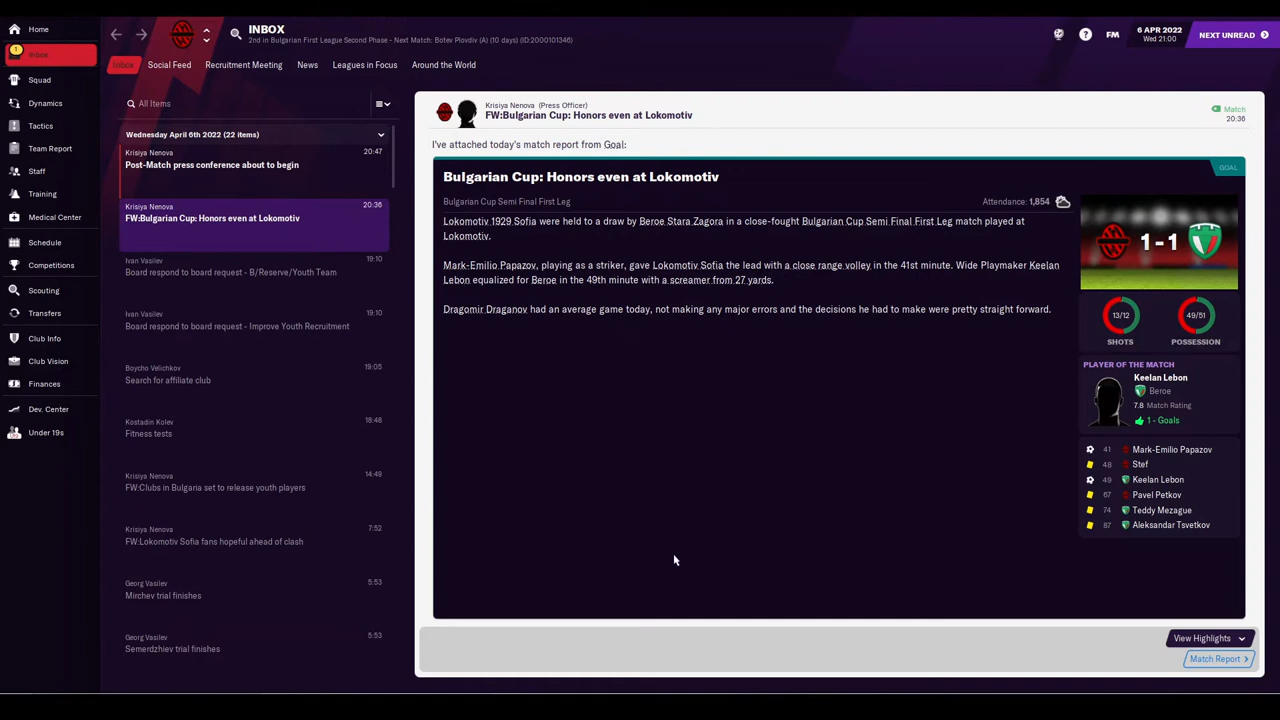 Home
INBOX
2nd in Bulgarian First League Second Phase - Next Match: Botev Plovdiv (A) (10 days) (ID:2000101346)
FM
6 APR 2022
Wed 21:00
NEXT UNREAD
1
Inbox
Inbox
Social Feed
Recruitment Meeting
News
Leagues in Focus
Around the World
Squad
Dynamics
Tactics
Team Report
Staff
Training
Medical Center
Schedule
Competitions
Scouting
Transfers
Club Info
Club Vision
Finances
Dev. Center
Under 19s
All Items
Wednesday April 6th 2022 (22 items)
Krisiya Nenova 20:47
Post-Match press conference about to begin
Krisiya Nenova 20:36
FW:Bulgarian Cup: Honors even at Lokomotiv
Ivan Vasilev 19:10
Board respond to board request - B/Reserve/Youth Team
Ivan Vasilev 19:10
Board respond to board request - Improve Youth Recruitment
Boycho Velichkov 19:05
Search for affiliate club
Kostadin Kolev 18:48
Fitness tests
Krisiya Nenova 14:49
FW:Clubs in Bulgaria set to release youth players
Krisiya Nenova 7:52
FW:Lokomotiv Sofia fans hopeful ahead of clash
Georg Vasilev 5:53
Mirchev trial finishes
Georg Vasilev 5:53
Semerdzhiev trial finishes
Krisiya Nenova (Press Officer)
FW:Bulgarian Cup: Honors even at Lokomotiv
Match
20:36
I've attached today's match report from Goal:
GOAL
Bulgarian Cup: Honors even at Lokomotiv
Bulgarian Cup Semi Final First Leg
Attendance: 1,854
Lokomotiv 1929 Sofia were held to a draw by Beroe Stara Zagora in a close-fought Bulgarian Cup Semi Final First Leg match played at
Lokomotiv.
Mark-Emilio Papazov, playing as a striker, gave Lokomotiv Sofia the lead with a close range volley in the 41st minute. Wide Playmaker Keelan
Lebon equalized for Beroe in the 49th minute with a screamer from 27 yards.
Dragomir Draganov had an average game today, not making any major errors and the decisions he had to make were pretty straight forward.
1 - 1
13/12
SHOTS
49/51
POSSESSION
PLAYER OF THE MATCH
Keelan Lebon
Beroe
7.8 Match Rating
1 - Goals
41 Mark-Emilio Papazov
48 Stef
49 Keelan Lebon
67 Pavel Petkov
74 Teddy Mezague
87 Aleksandar Tsvetkov
View Highlights
Match Report